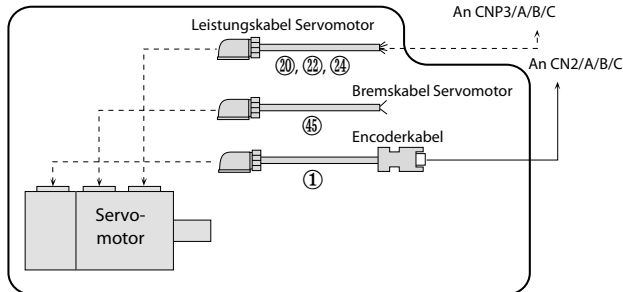 Leistungskabel Servomotor
An CNP3/A/B/C
⑳, ㉒, ㉔
An CN2/A/B/C
Bremskabel Servomotor
㊺
Encoderkabel
①
Servo-
motor